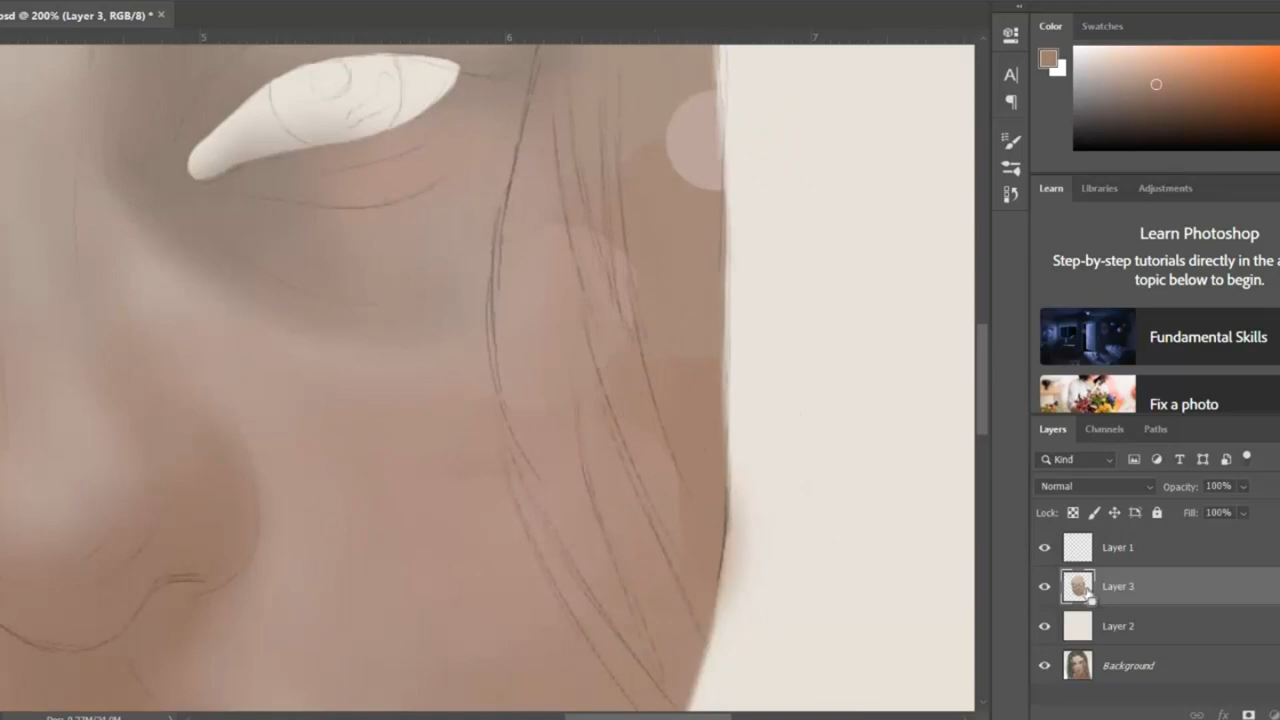 psd @ 200% (Layer 3, RGB/8) *
5 6 7
Color Swatches
Learn Libraries Adjustments
Learn Photoshop
Step-by-step tutorials directly in the a
topic below to begin.
Fundamental Skills
Fix a photo
Layers Channels Paths
Kind
Normal Opacity: 100%
Lock: Fill: 100%
Layer 1
Layer 3
Layer 2
Background
fx